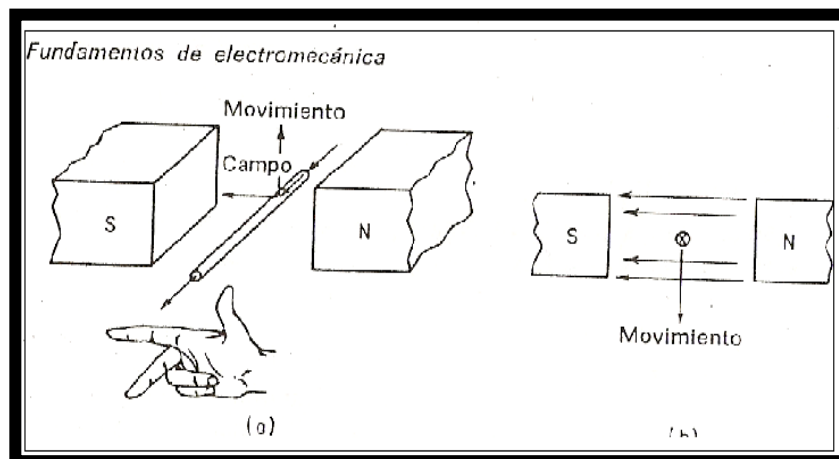 Fundamentos de electromecánica
Movimiento
Campo
S
N
S
N
Movimiento
(a)